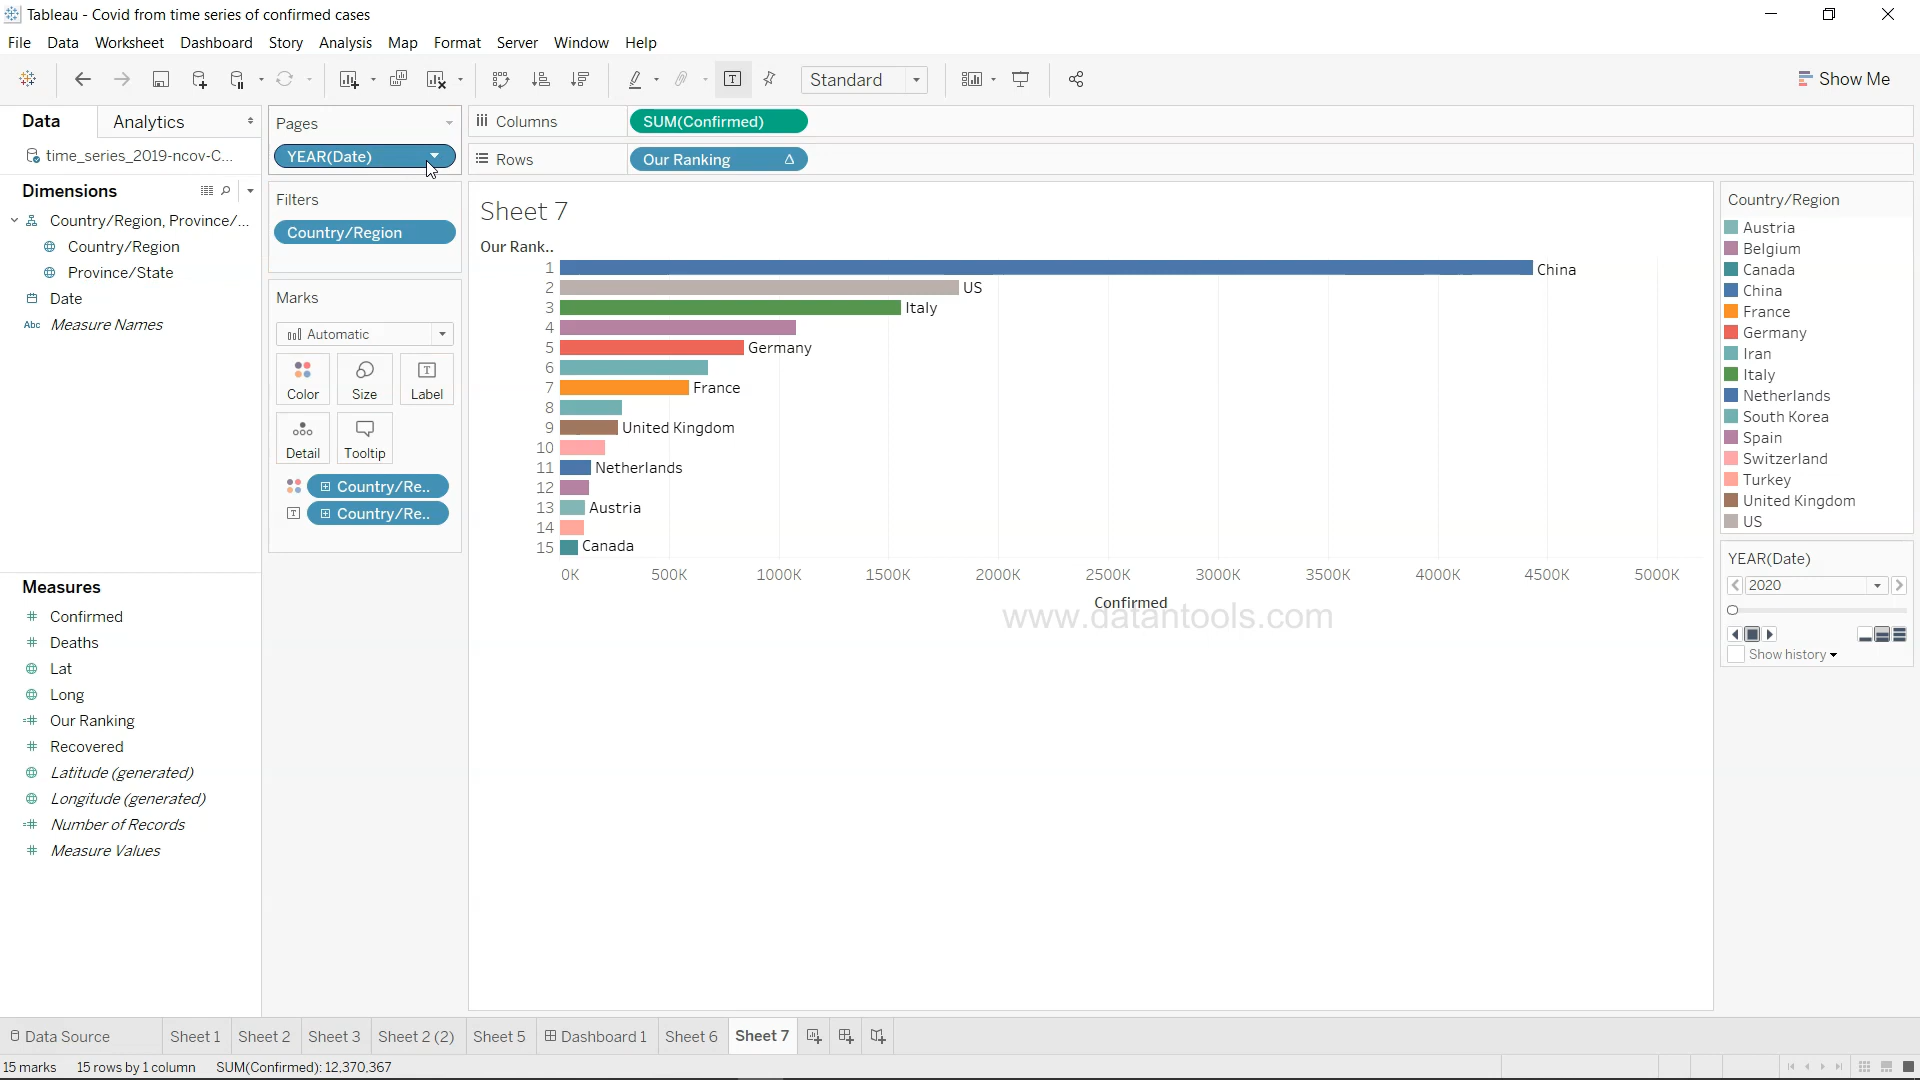 Tableau - Covid from time series of confirmed cases
File Data Worksheet Dashboard Story Analysis Map Format Server Window Help
Standard
Show Me
Data
Analytics
time_series_2019-ncov-C...
Dimensions
Country/Region, Province/...
Country/Region
Province/State
Date
Abc Measure Names
Measures
Confirmed
Deaths
Lat
Long
Our Ranking
Recovered
Latitude (generated)
Longitude (generated)
Number of Records
Measure Values
Pages
YEAR(Date)
Filters
Country/Region
Marks
Automatic
Color
Size
Label
Detail
Tooltip
Country/Re..
Country/Re..
Columns
SUM(Confirmed)
Rows
Our Ranking
Sheet 7
Our Rank..
1 China
2 US
3 Italy
4
5 Germany
6
7 France
8
9 United Kingdom
10
11 Netherlands
12
13 Austria
14
15 Canada
0K 500K 1000K 1500K 2000K 2500K 3000K 3500K 4000K 4500K 5000K
Confirmed
www.datantools.com
Country/Region
Austria
Belgium
Canada
China
France
Germany
Iran
Italy
Netherlands
South Korea
Spain
Switzerland
Turkey
United Kingdom
US
YEAR(Date)
2020
Show history
Data Source
Sheet 1
Sheet 2
Sheet 3
Sheet 2 (2)
Sheet 5
Dashboard 1
Sheet 6
Sheet 7
15 marks 15 rows by 1 column SUM(Confirmed): 12,370,367